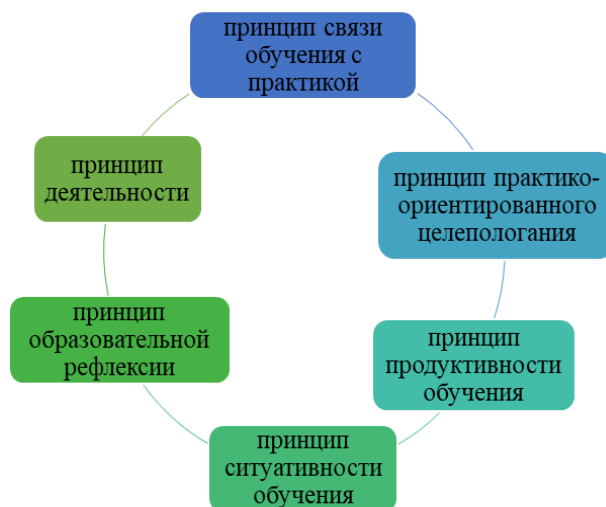 принцип связи
обучения с
практикой
принцип практико-
ориентированного
целепологания
принцип
продуктивности
обучения
принцип
ситуативности
обучения
принцип
образовательной
рефлексии
принцип
деятельности